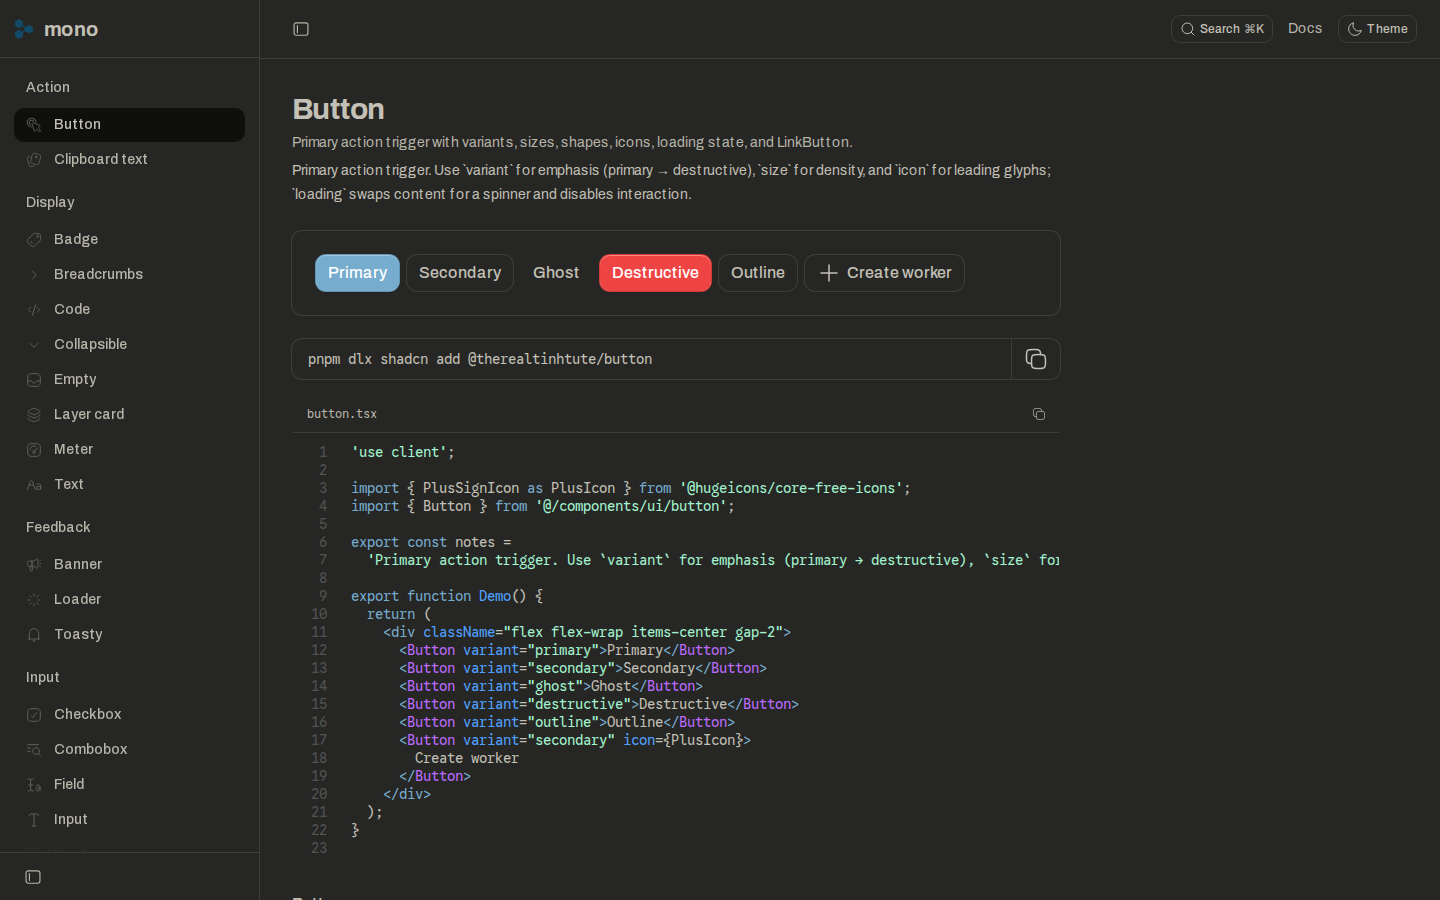 mono
Search ⌘K
Docs
Theme
Action
Button
Clipboard text
Display
Badge
Breadcrumbs
Code
Collapsible
Empty
Layer card
Meter
Text
Feedback
Banner
Loader
Toasty
Input
Checkbox
Combobox
Field
Input
Button
Primary action trigger with variants, sizes, shapes, icons, loading state, and LinkButton.
Primary action trigger. Use `variant` for emphasis (primary → destructive), `size` for density, and `icon` for leading glyphs;
`loading` swaps content for a spinner and disables interaction.
Primary
Secondary
Ghost
Destructive
Outline
Create worker
pnpm dlx shadcn add @therealtinhtute/button
button.tsx
1 'use client';
2
3 import { PlusSignIcon as PlusIcon } from '@hugeicons/core-free-icons';
4 import { Button } from '@/components/ui/button';
5
6 export const notes =
7 'Primary action trigger. Use `variant` for emphasis (primary → destructive), `size` for
8
9 export function Demo() {
10 return (
11 <div className="flex flex-wrap items-center gap-2">
12 <Button variant="primary">Primary</Button>
13 <Button variant="secondary">Secondary</Button>
14 <Button variant="ghost">Ghost</Button>
15 <Button variant="destructive">Destructive</Button>
16 <Button variant="outline">Outline</Button>
17 <Button variant="secondary" icon={PlusIcon}>
18 Create worker
19 </Button>
20 </div>
21 );
22 }
23